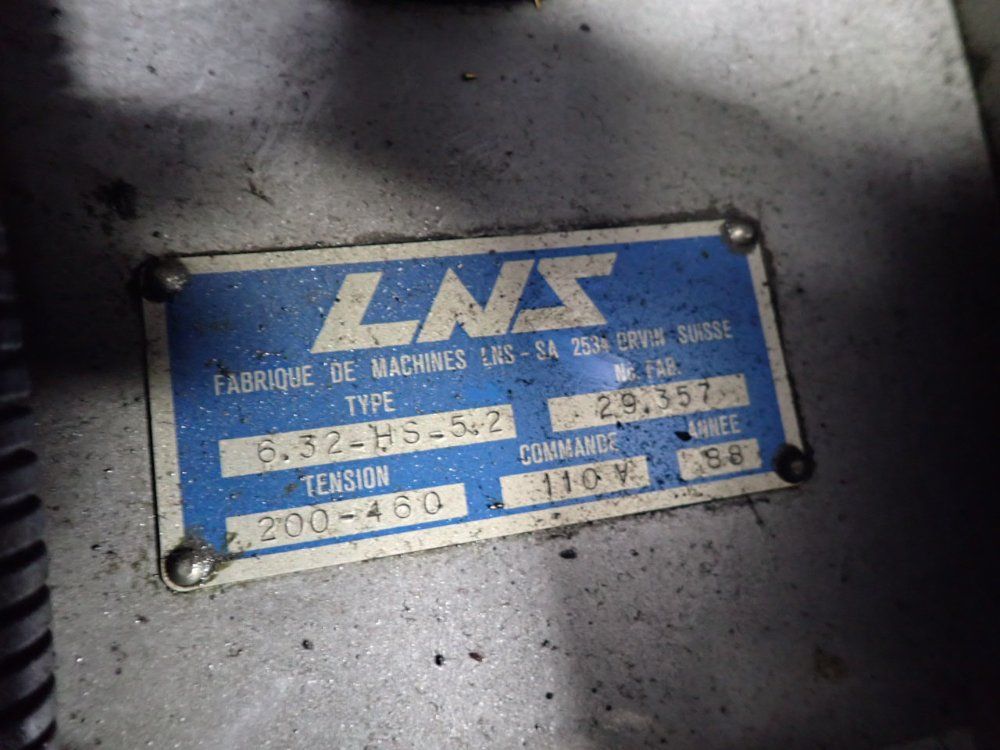 LNS
FABRIQUE DE MACHINES LNS-SA 2534 ORVIN SUISSE
TYPE No. FAB.
6.32-HS-5.2 29.357
TENSION COMMANDE ANNEE
200-460 110 V 88